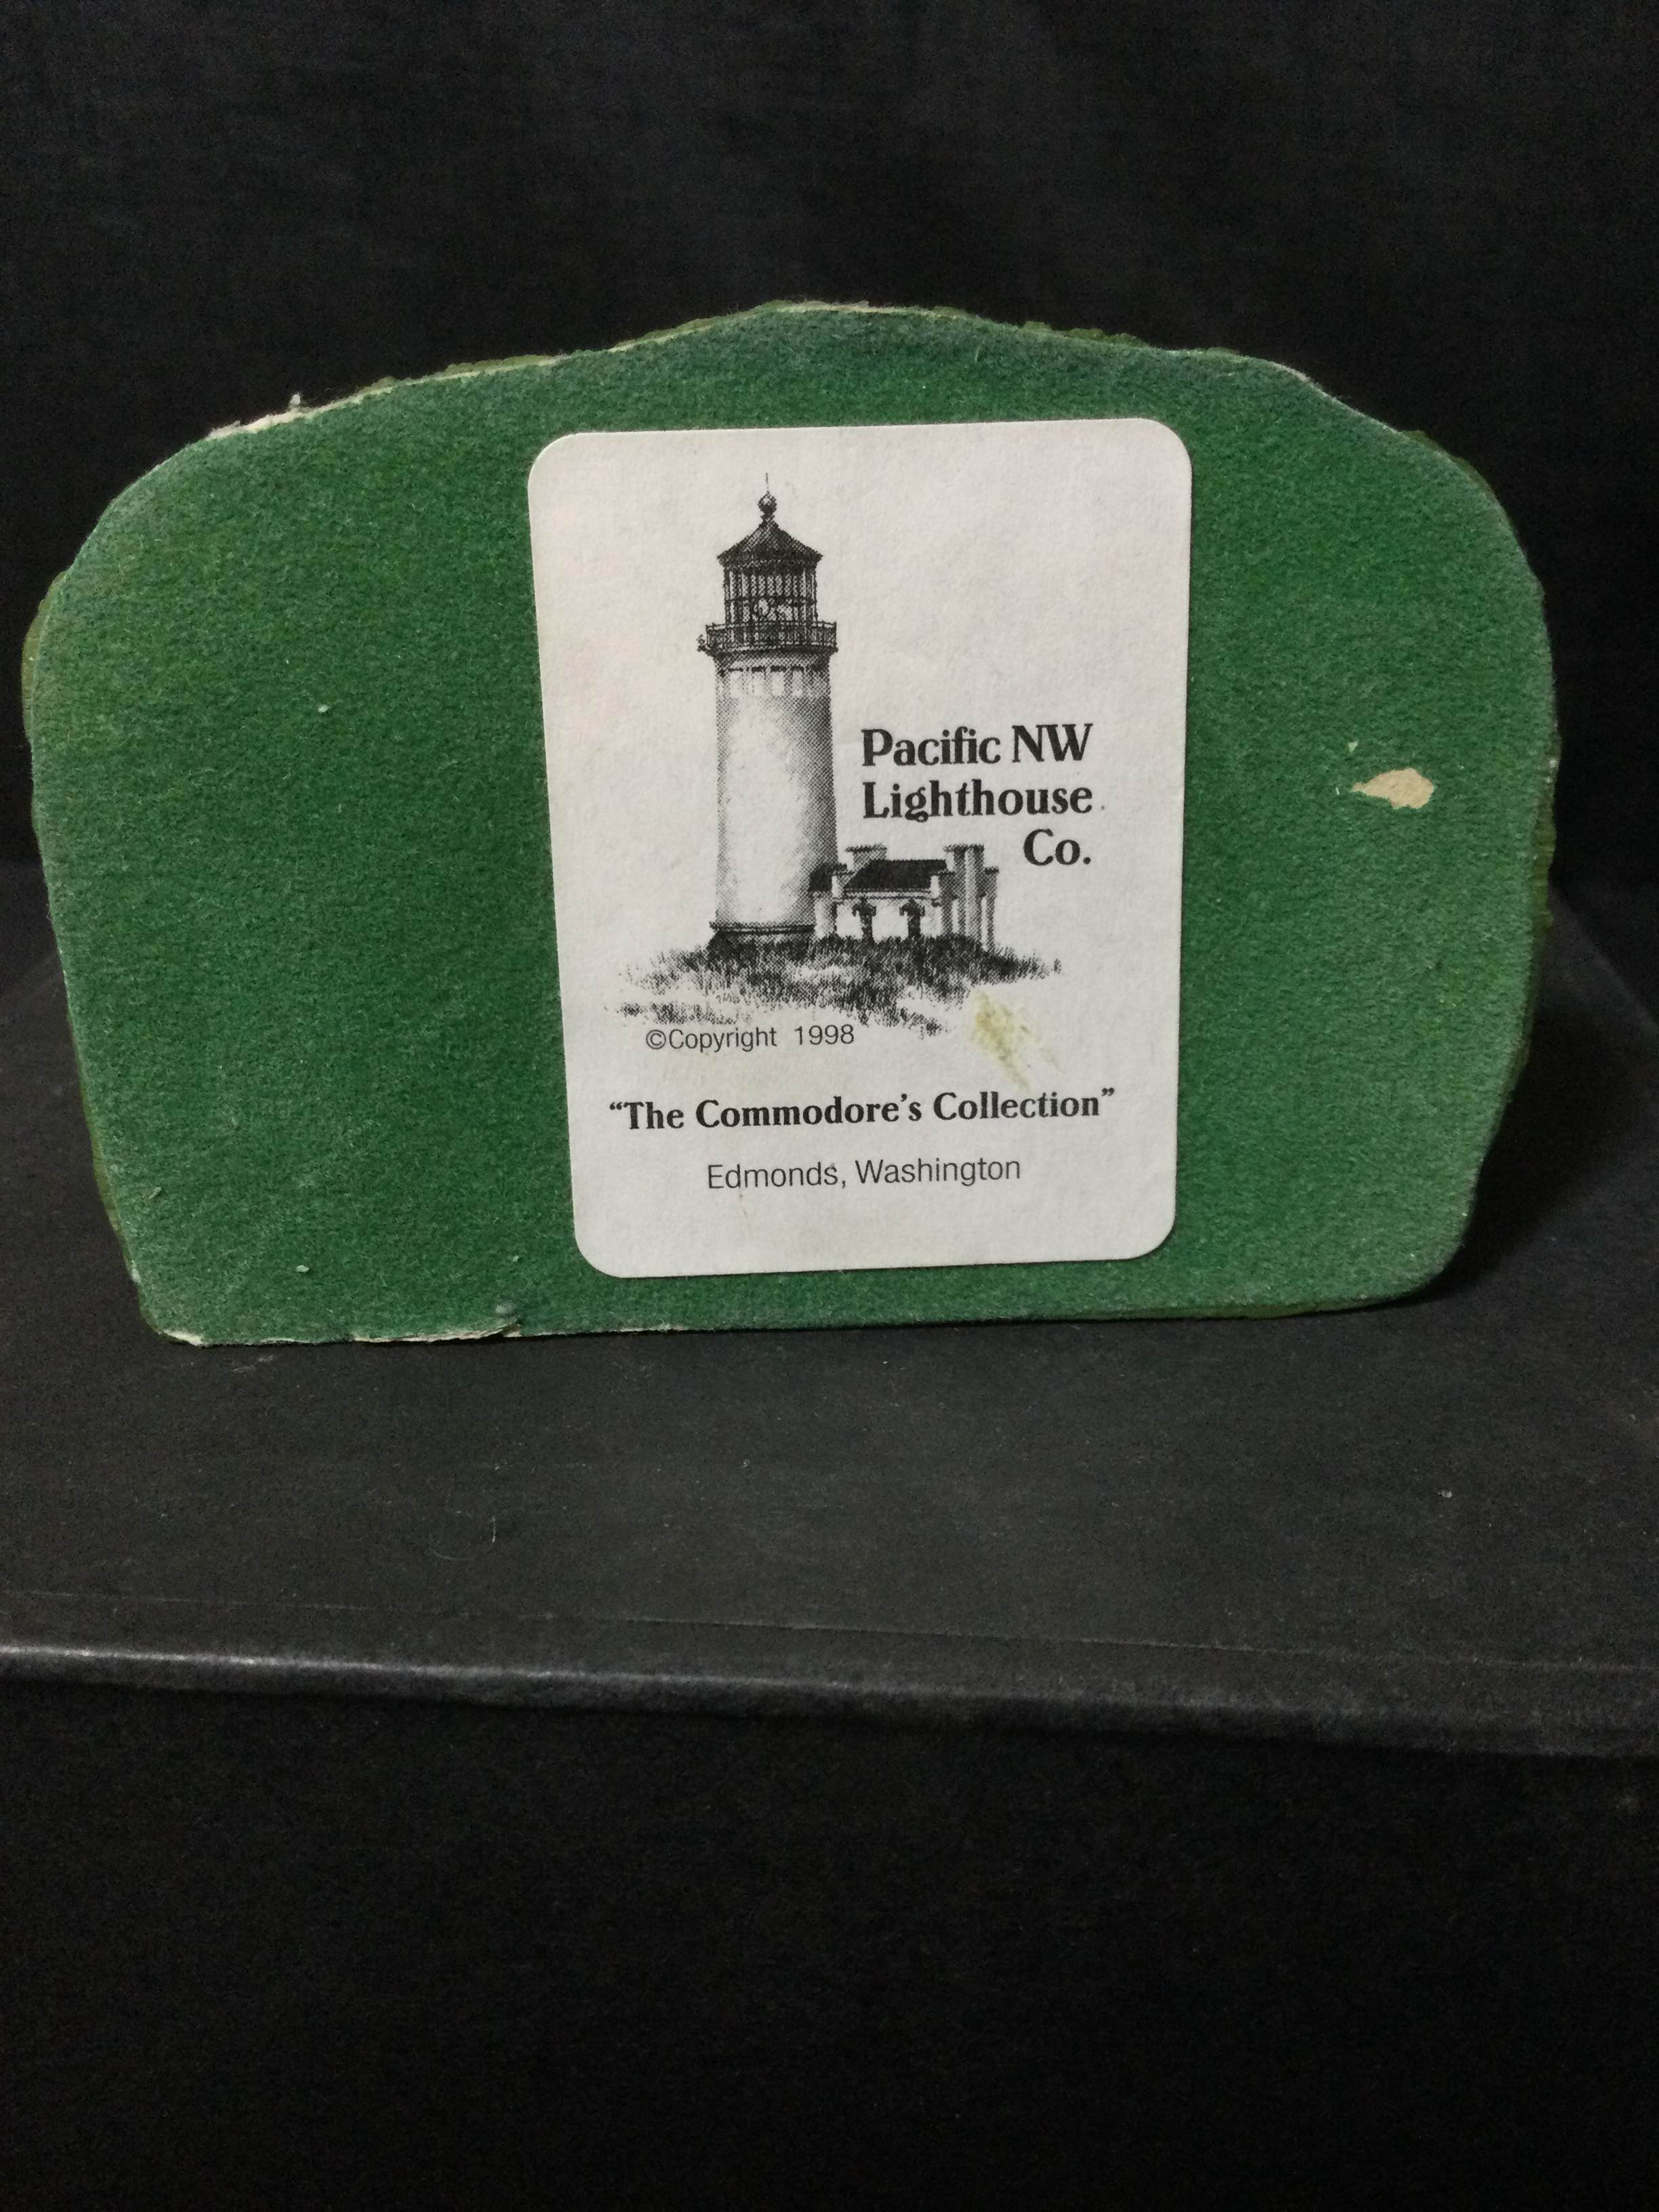 Pacific NW
Lighthouse
Co.
©Copyright 1998
“The Commodore’s Collection”
Edmonds, Washington